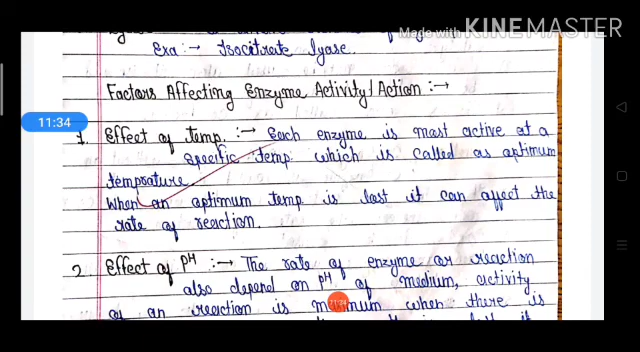 Made with KINEMASTER
Exa :→ Isocitrate lyase.
Factors Affecting Enzyme Activity / Action :→
11:34
1. Effect of temp. :→ Each enzyme is most active at a
specific temp which is called as optimum
temprature
When an optimum temp is lost it can affect the
rate of reaction.
2. Effect of PH :→ The rate of enzyme or reaction
also depend on PH of medium, activity
of an reaction is when there is
11:34